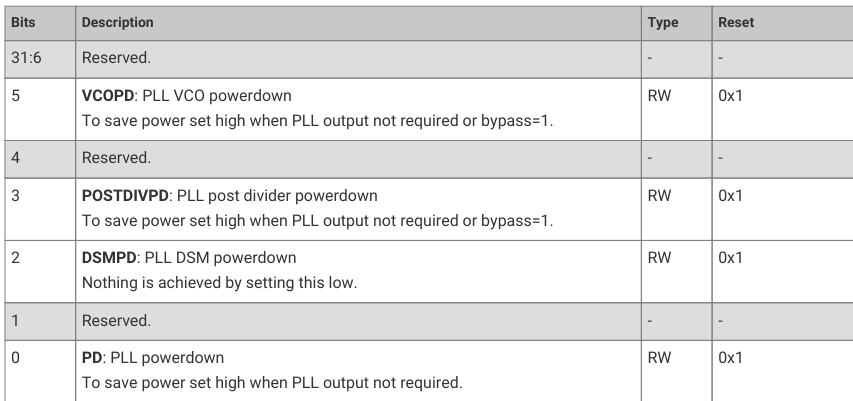 Bits Description Type Reset
31:6 Reserved. - -
5 VCOPD: PLL VCO powerdown RW 0x1
To save power set high when PLL output not required or bypass=1.
4 Reserved. - -
3 POSTDIVPD: PLL post divider powerdown RW 0x1
To save power set high when PLL output not required or bypass=1.
2 DSMPD: PLL DSM powerdown RW 0x1
Nothing is achieved by setting this low.
1 Reserved. - -
0 PD: PLL powerdown RW 0x1
To save power set high when PLL output not required.